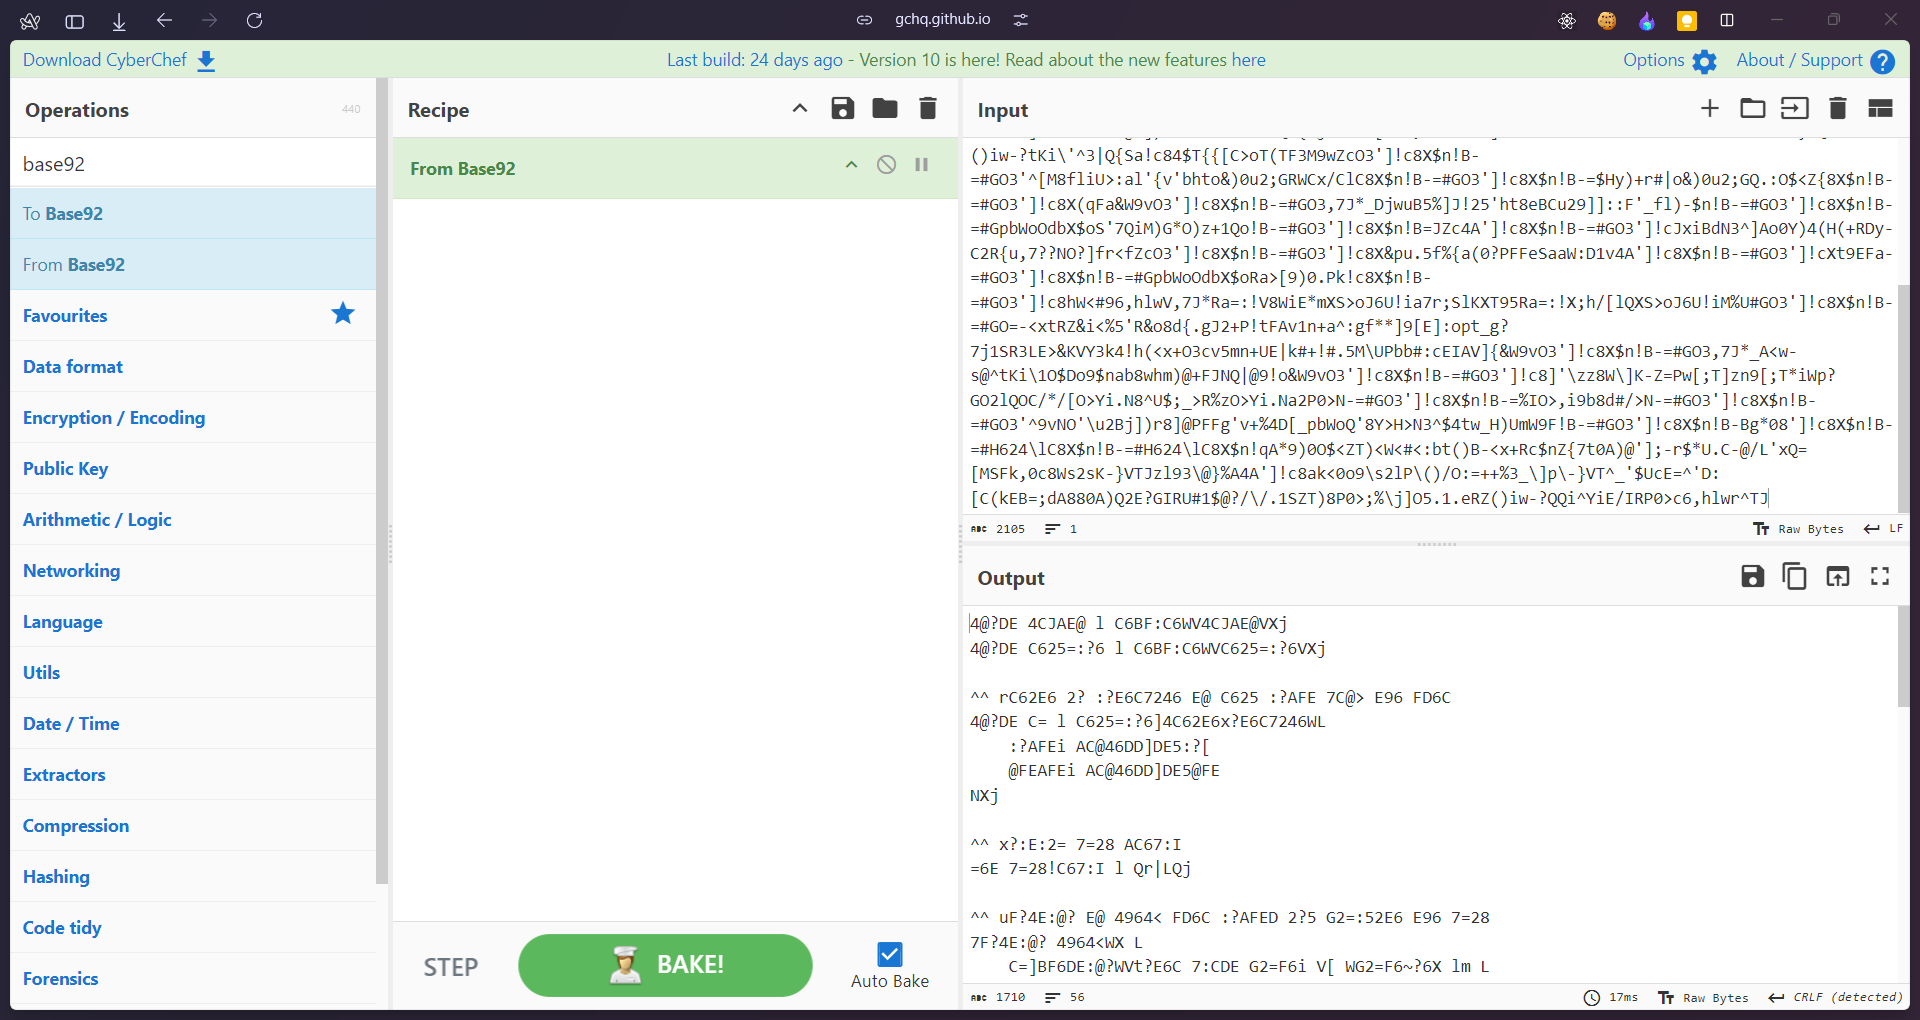 gchq.github.io
Download CyberChef
Last build: 24 days ago - Version 10 is here! Read about the new features here
Options
About / Support
Operations
440
base92
To Base92
From Base92
Favourites
Data format
Encryption / Encoding
Public Key
Arithmetic / Logic
Networking
Language
Utils
Date / Time
Extractors
Compression
Hashing
Code tidy
Forensics
Recipe
From Base92
STEP
BAKE!
Auto Bake
Input
()iw-?tKi\'^3|Q{Sa!c84$T{{[C>oT(TF3M9wZcO3']!c8X$n!B-
=#GO3'^[M8fliU>:al'{v'bhto&)0u2;GRWCx/ClC8X$n!B-=#GO3']!c8X$n!B-=$Hy)+r#|o&)0u2;GQ.:O$<Z{8X$n!B-
=#GO3']!c8X(qFa&W9vO3']!c8X$n!B-=#GO3,7J*_DjwuB5%]J!25'ht8eBCu29]]::F'_fl)-$n!B-=#GO3']!c8X$n!B-
=#GpbWoOdbX$oS'7QiM)G*O)z+1Qo!B-=#GO3']!c8X$n!B=JZc4A']!c8X$n!B-=#GO3']!cJxiBdN3^]Ao0Y)4(H(+RDy-
C2R{u,7??NO?]fr<fZcO3']!c8X$n!B-=#GO3']!c8X&pu.5f%{a(0?PFFeSaaW:D1v4A']!c8X$n!B-=#GO3']!cXt9EFa-
=#GO3']!c8X$n!B-=#GpbWoOdbX$oRa>[9)0.Pk!c8X$n!B-
=#GO3']!c8hW<#96,hlwV,7J*Ra=:!V8WiE*mXS>oJ6U!ia7r;SlKXT95Ra=:!X;h/[lQXS>oJ6U!iM%U#GO3']!c8X$n!B-
=#GO=-<xtRZ&i<%5'R&o8d{.gJ2+P!tFAv1n+a^:gf**]9[E]:opt_g?
7j1SR3LE>&KVY3k4!h(<x+O3cv5mn+UE|k#+!#.5M\UPbb#:cEIAV]{&W9vO3']!c8X$n!B-=#GO3,7J*_A<w-
s@^tKi\1O$Do9$nab8whm)@+FJNQ|@9!o&W9vO3']!c8X$n!B-=#GO3']!c8]'\zz8W\]K-Z=Pw[;T]zn9[;T*iWp?
GO2lQOC/*/[O>Yi.N8^U$;_>R%zO>Yi.Na2P0>N-=#GO3']!c8X$n!B-=%IO>,i9b8d#/>N-=#GO3']!c8X$n!B-
=#GO3'^9vNO'\u2Bj])r8]@PFFg'v+%4D[_pbWoQ'8Y>H>N3^$4tw_H)UmW9F!B-=#GO3']!c8X$n!B-Bg*08']!c8X$n!B-
=#H624\lC8X$n!B-=#H624\lC8X$n!qA*9)0O$<ZT)<W<#<:bt()B-<x+Rc$nZ{7t0A)@'];-r$*U.C-@/L'xQ=
[MSFk,0c8Ws2sK-}VTJzl93\@}%A4A']!c8ak<0o9\s2lP\()/O:=++%3_\]p\-}VT^_'$UcE=^'D:
[C(kEB=;dA880A)Q2E?GIRU#1$@?/\/.1SZT)8P0>;%\j]O5.1.eRZ()iw-?QQi^YiE/IRP0>c6,hlwr^TJ
2105
1
Raw Bytes
LF
Output
4@?DE 4CJAE@ l C6BF:C6WV4CJAE@VXj
4@?DE C625=:?6 l C6BF:C6WVC625=:?6VXj
^^ rC62E6 2? :?E6C7246 E@ C625 :?AFE 7C@> E96 FD6C
4@?DE C= l C625=:?6]4C62E6x?E6C7246WL
:?AFEi AC@46DD]DE5:?[
@FEAFEi AC@46DD]DE5@FE
NXj
^^ x?:E:2= 7=28 AC67:I
=6E 7=28!C67:I l Qr|LQj
^^ uF?4E:@? E@ 4964< FD6C :?AFED 2?5 G2=:52E6 E96 7=28
7F?4E:@? 4964<WX L
C=]BF6DE:@?WVt?E6C 7:CDE G2=F6i V[ WG2=F6~?6X lm L
1710
56
17ms
Raw Bytes
CRLF (detected)